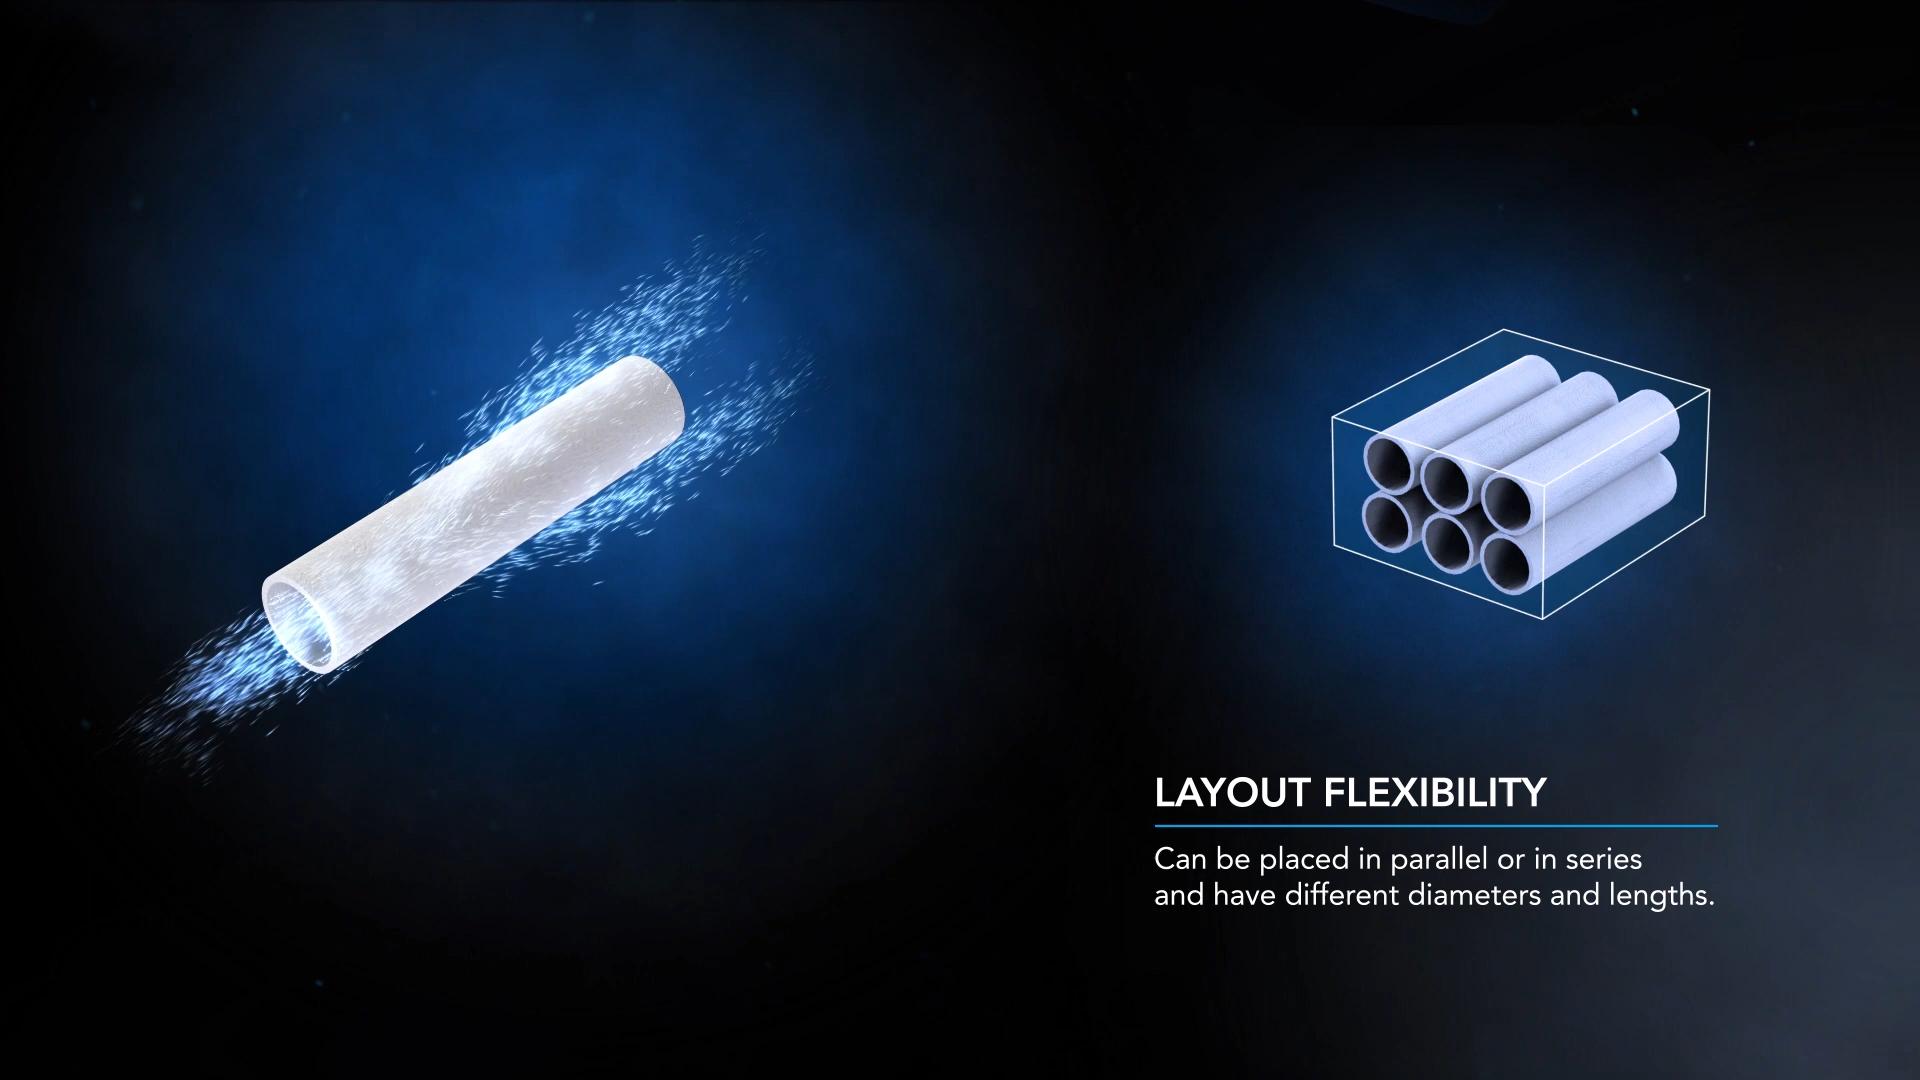 LAYOUT FLEXIBILITY
Can be placed in parallel or in series
and have different diameters and lengths.